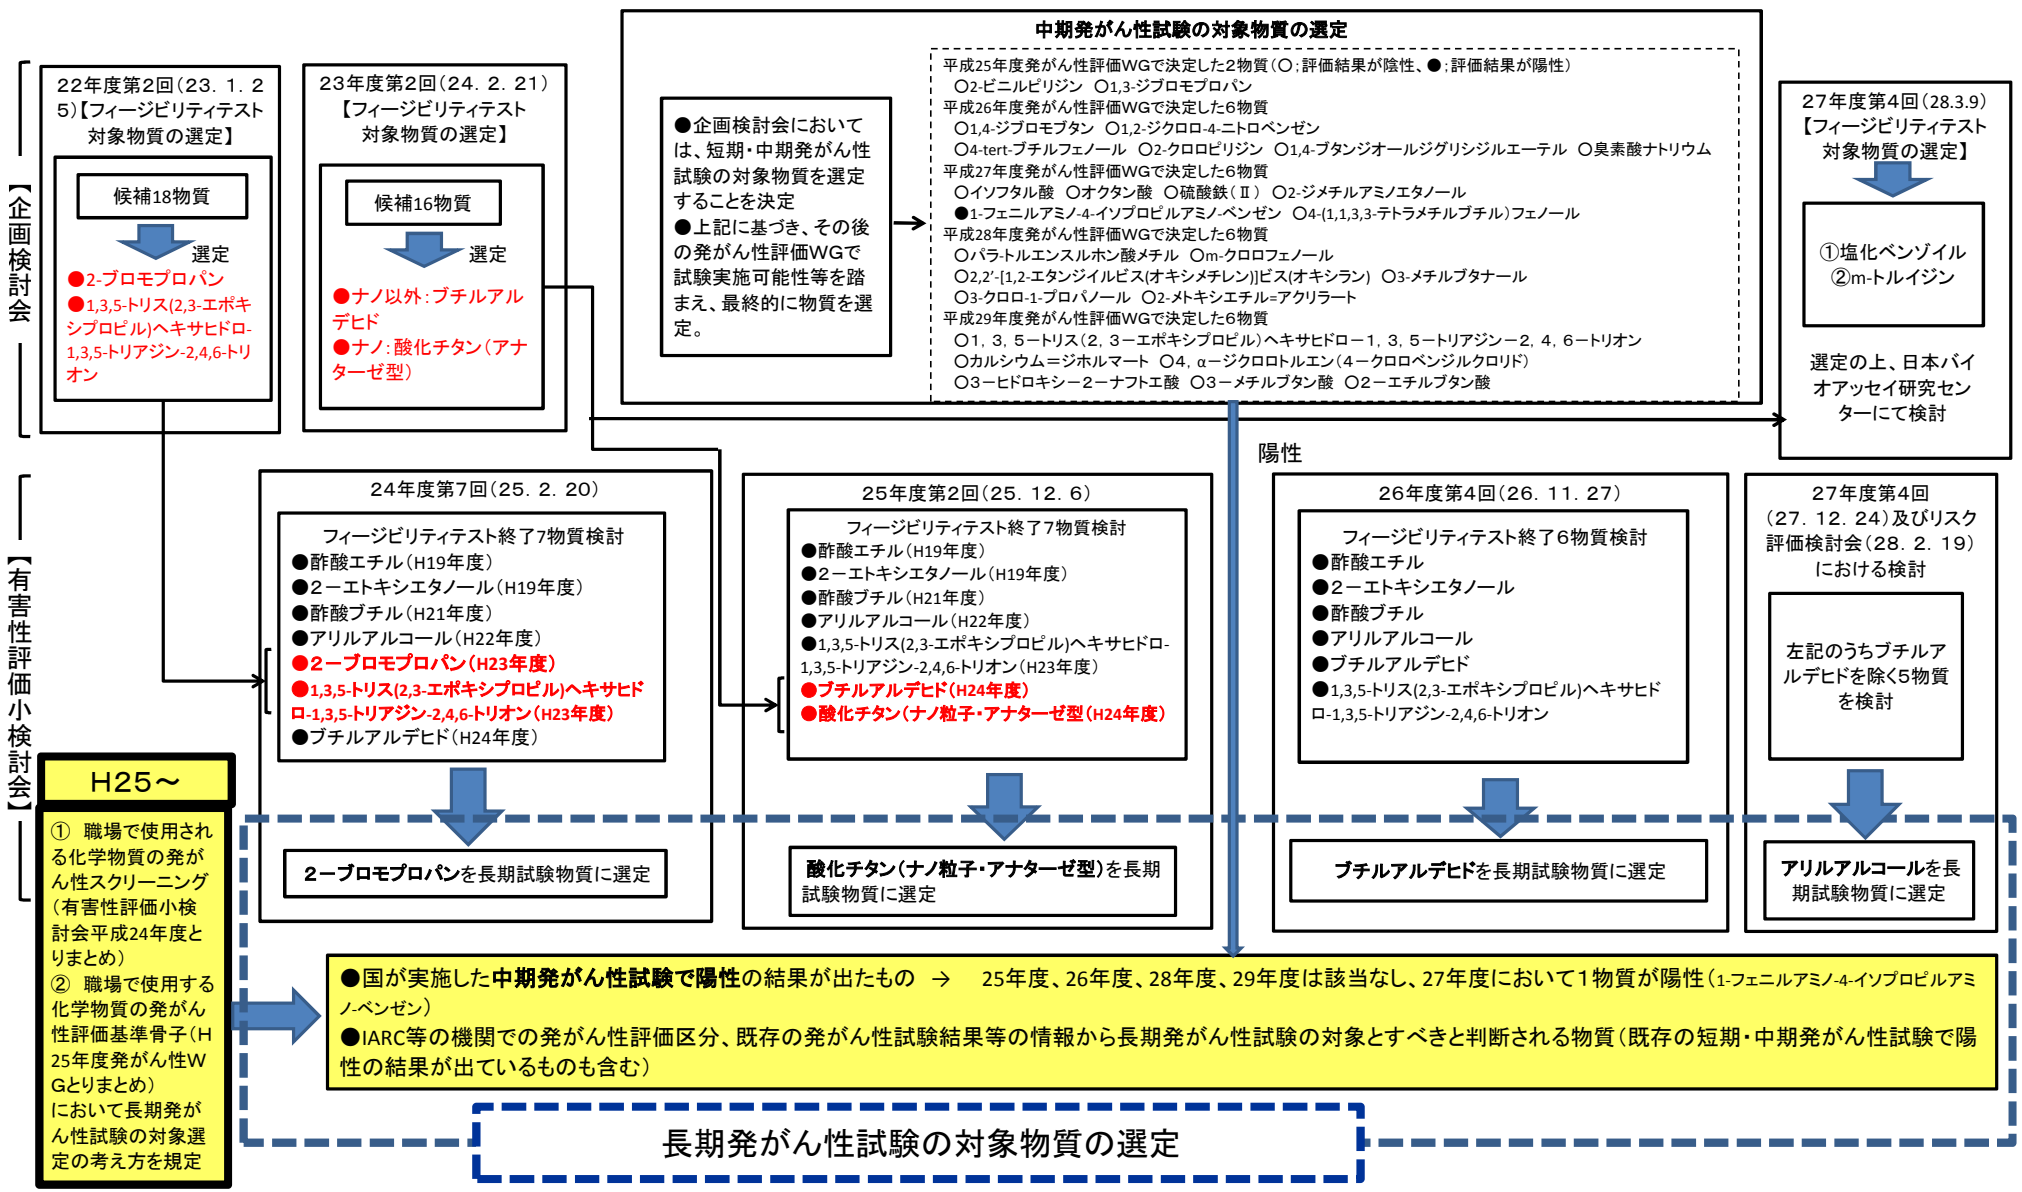 中期発がん性試験の対象物質の選定
【企画検討会】
22年度第2回(23．1．2
5)【フィージビリティテスト
対象物質の選定】
候補18物質
選定
●2-ブロモプロパン
●1,3,5-トリス(2,3-エポキ
シプロピル)ヘキサヒドロ-
1,3,5-トリアジン-2,4,6-トリ
オン
23年度第2回(24．2．21)
【フィージビリティテスト
対象物質の選定】
候補16物質
選定
●ナノ以外：ブチルアル
デヒド
●ナノ：酸化チタン(アナ
ターゼ型)
●企画検討会において
は、短期・中期発がん性
試験の対象物質を選定
することを決定
●上記に基づき、その後
の発がん性評価WGで
試験実施可能性等を踏
まえ、最終的に物質を選
定。
平成25年度発がん性評価WGで決定した2物質(○；評価結果が陰性、●；評価結果が陽性)
○2-ビニルピリジン ○1,3-ジブロモプロパン
平成26年度発がん性評価WGで決定した6物質
○1,4-ジブロモブタン ○1,2-ジクロロ-4-ニトロベンゼン
○4-tert-ブチルフェノール ○2-クロロピリジン ○1,4-ブタンジオールジグリシジルエーテル ○臭素酸ナトリウム
平成27年度発がん性評価WGで決定した6物質
○イソフタル酸 ○オクタン酸 ○硫酸鉄(Ⅱ) ○2-ジメチルアミノエタノール
●1-フェニルアミノ-4-イソプロピルアミノ-ベンゼン ○4-(1,1,3,3-テトラメチルブチル)フェノール
平成28年度発がん性評価WGで決定した6物質
○パラ-トルエンスルホン酸メチル ○m-クロロフェノール
○2,2’-[1,2-エタンジイルビス(オキシメチレン)]ビス(オキシラン) ○3-メチルブタナール
○3-クロロ-1-プロパノール ○2-メトキシエチル=アクリラート
平成29年度発がん性評価WGで決定した6物質
○1，3，5－トリス(2，3－エポキシプロピル)ヘキサヒドロ－1，3，5－トリアジン－2，4，6－トリオン
○カルシウム＝ジホルマート ○4，α－ジクロロトルエン(4－クロロベンジルクロリド)
○3－ヒドロキシ－2－ナフトエ酸 ○3－メチルブタン酸 ○2－エチルブタン酸
27年度第4回(28.3.9)
【フィージビリティテスト
対象物質の選定】
①塩化ベンゾイル
②m-トルイジン
選定の上、日本バイ
オアッセイ研究セン
ターにて検討
陽性
【有害性評価小検討会】
24年度第7回(25．2．20)
フィージビリティテスト終了7物質検討
●酢酸エチル(H19年度)
●2－エトキシエタノール(H19年度)
●酢酸ブチル(H21年度)
●アリルアルコール(H22年度)
●2－ブロモプロパン(H23年度)
●1,3,5-トリス(2,3-エポキシプロピル)ヘキサヒド
ロ-1,3,5-トリアジン-2,4,6-トリオン(H23年度)
●ブチルアルデヒド(H24年度)
2－ブロモプロパンを長期試験物質に選定
25年度第2回(25．12．6)
フィージビリティテスト終了7物質検討
●酢酸エチル(H19年度)
●2－エトキシエタノール(H19年度)
●酢酸ブチル(H21年度)
●アリルアルコール(H22年度)
●1,3,5-トリス(2,3-エポキシプロピル)ヘキサヒドロ-
1,3,5-トリアジン-2,4,6-トリオン(H23年度)
●ブチルアルデヒド(H24年度)
●酸化チタン(ナノ粒子・アナターゼ型(H24年度)
酸化チタン(ナノ粒子・アナターゼ型)を長期
試験物質に選定
26年度第4回(26．11．27)
フィージビリティテスト終了6物質検討
●酢酸エチル
●2－エトキシエタノール
●酢酸ブチル
●アリルアルコール
●ブチルアルデヒド
●1,3,5-トリス(2,3-エポキシプロピル)ヘキサヒド
ロ-1,3,5-トリアジン-2,4,6-トリオン
ブチルアルデヒドを長期試験物質に選定
27年度第4回
(27．12．24)及びリスク
評価検討会(28．2．19)
における検討
左記のうちブチルア
ルデヒドを除く5物質
を検討
アリルアルコールを長
期試験物質に選定
H25～
① 職場で使用され
る化学物質の発が
ん性スクリーニング
(有害性評価小検
討会平成24年度と
りまとめ)
② 職場で使用する
化学物質の発がん
性評価基準骨子(H
25年度発がん性W
Gとりまとめ)
において長期発が
ん性試験の対象選
定の考え方を規定
●国が実施した中期発がん性試験で陽性の結果が出たもの → 25年度、26年度、28年度、29年度は該当なし、27年度において1物質が陽性(1-フェニルアミノ-4-イソプロピルアミ
ノ-ベンゼン)
●IARC等の機関での発がん性評価区分、既存の発がん性試験結果等の情報から長期発がん性試験の対象とすべきと判断される物質(既存の短期・中期発がん性試験で陽
性の結果が出ているものも含む)
長期発がん性試験の対象物質の選定